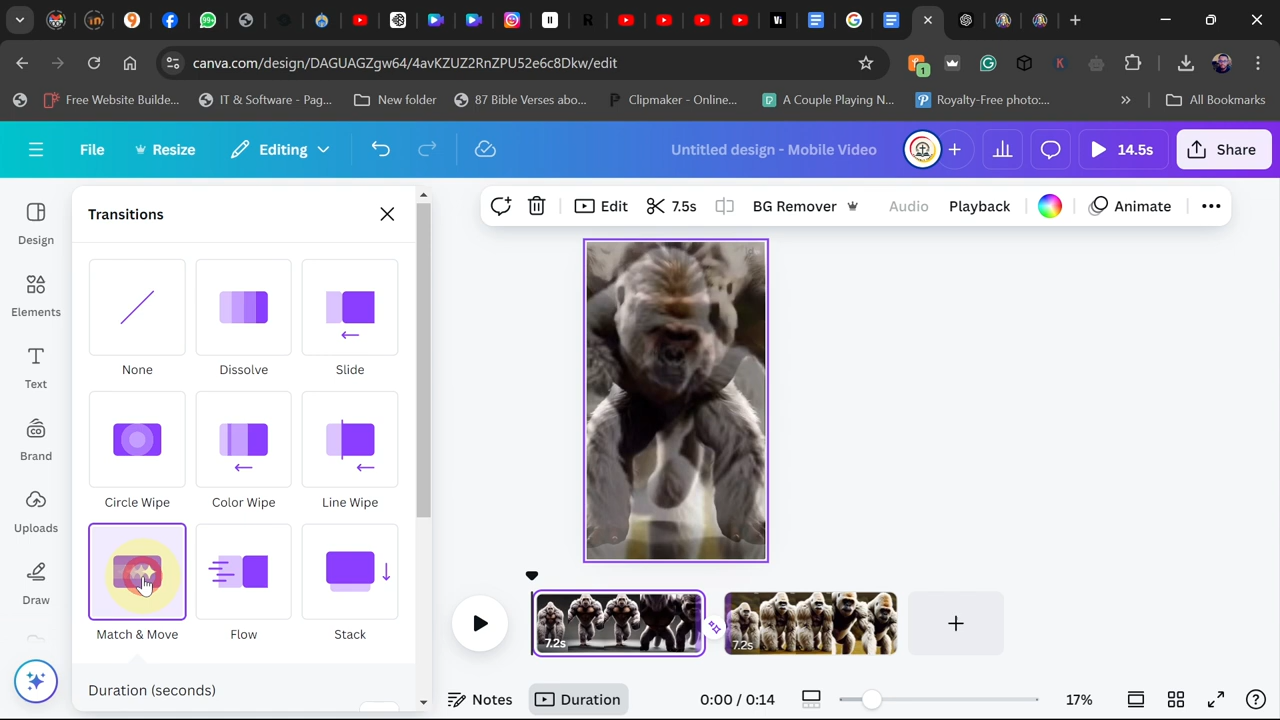 canva.com/design/DAGUAGZgw64/4avKZUZ2RnZPU52e6c8Dkw/edit
Free Website Builde...
IT & Software - Pag...
New folder
87 Bible Verses abo...
Clipmaker - Online...
A Couple Playing N...
Royalty-Free photo:...
All Bookmarks
File
Resize
Editing
Untitled design - Mobile Video
14.5s
Share
Transitions
Edit
7.5s
BG Remover
Audio
Playback
Animate
Design
Elements
Text
Brand
Uploads
Draw
None
Dissolve
Slide
Circle Wipe
Color Wipe
Line Wipe
Match & Move
Flow
Stack
Duration (seconds)
7.2s
7.2s
Notes
Duration
0:00 / 0:14
17%